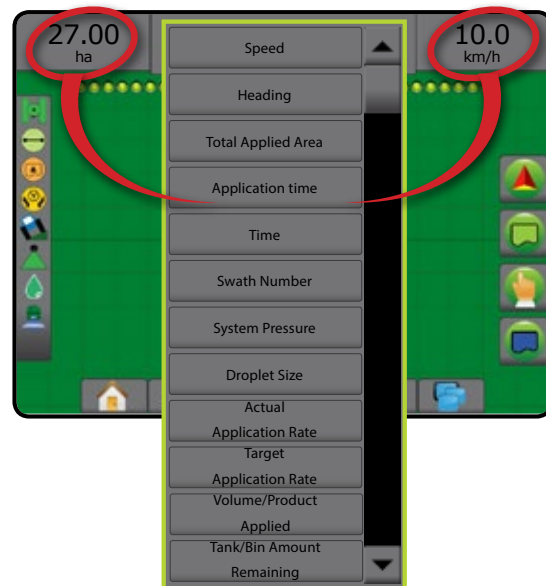 27.00
ha
10.0
km/h
Speed
Heading
Total Applied Area
Application time
Time
Swath Number
System Pressure
Droplet Size
Actual
Application Rate
Target
Application Rate
Volume/Product
Applied
Tank/Bin Amount
Remaining